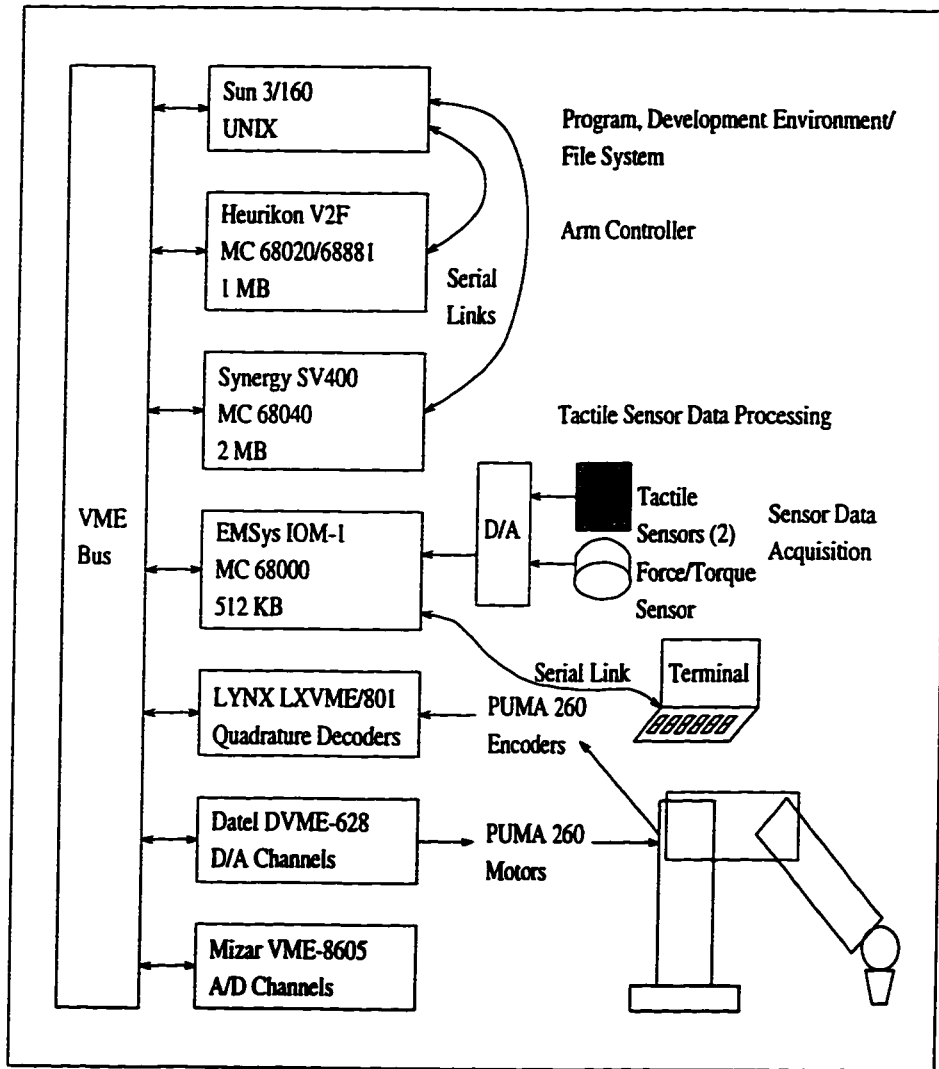 Sun 3/160
UNIX
Program, Development Environment/
File System
Heurikon V2F
MC 68020/68881
1 MB
Arm Controller
Serial
Links
Synergy SV400
MC 68040
2 MB
Tactile Sensor Data Processing
VME
Bus
EMSys IOM-1
MC 68000
512 KB
D/A
Tactile
Sensors (2)
Force/Torque
Sensor
Sensor Data
Acquisition
Serial Link
Terminal
LYNX LXVME/801
Quadrature Decoders
PUMA 260
Encoders
Datel DVME-628
D/A Channels
PUMA 260
Motors
Mizar VME-8605
A/D Channels